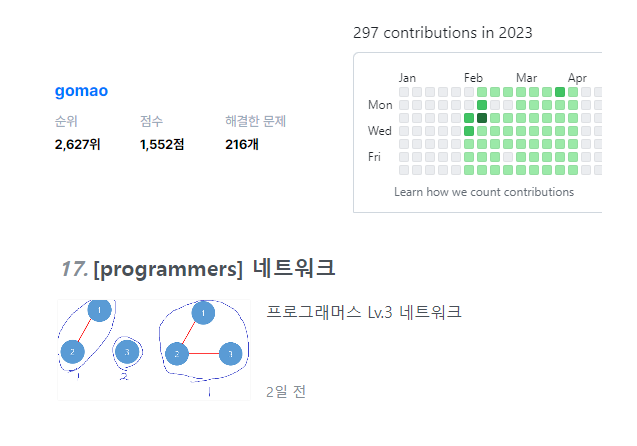 297 contributions in 2023
Jan Feb Mar Apr
Mon
Wed
Fri
Learn how we count contributions
gomao
순위 점수 해결한 문제
2,627위 1,552점 216개
17. [programmers] 네트워크
1
2
3
1
2
1
2
3
1
프로그래머스 Lv.3 네트워크
2일 전